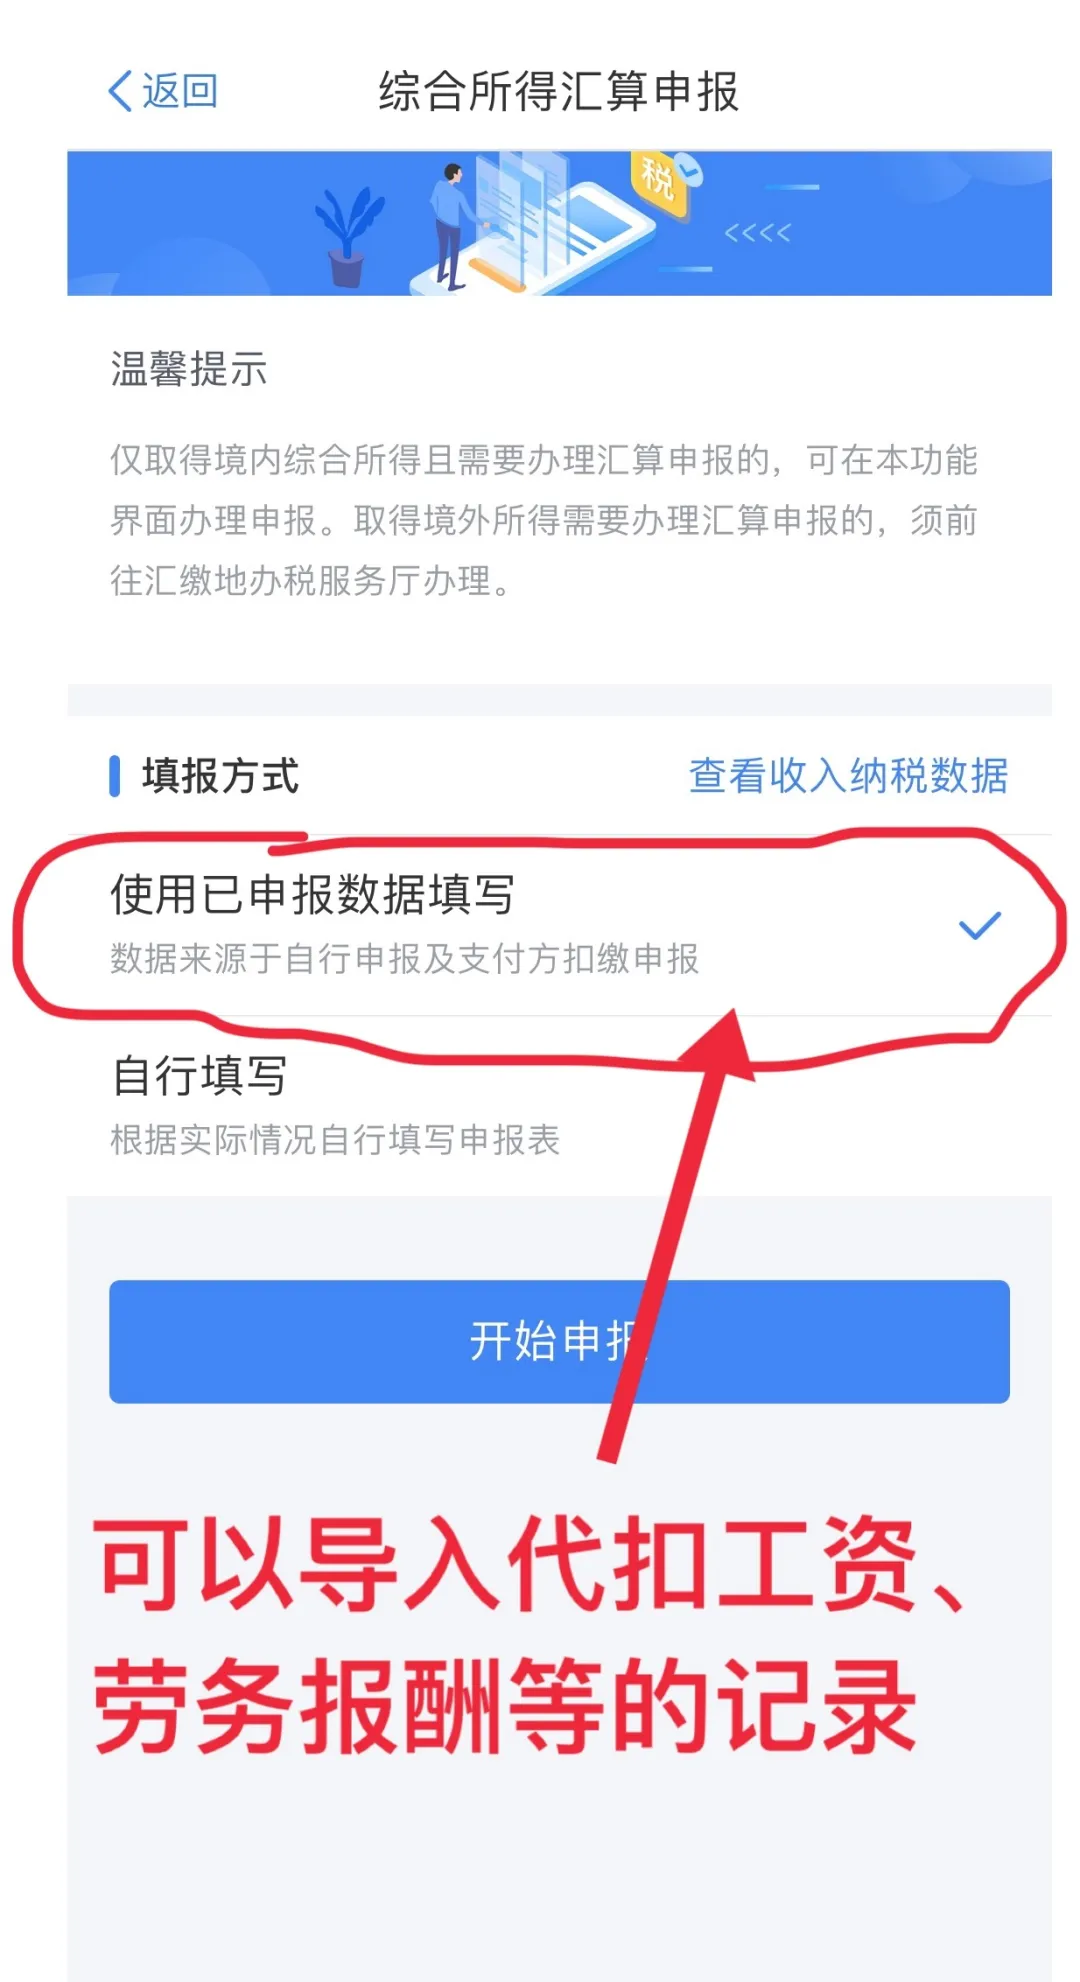 返回
综合所得汇算申报
税
温馨提示
仅取得境内综合所得且需要办理汇算申报的，可在本功能
界面办理申报。取得境外所得需要办理汇算申报的，须前
往汇缴地办税服务厅办理。
填报方式
查看收入纳税数据
使用已申报数据填写
数据来源于自行申报及支付方扣缴申报
自行填写
根据实际情况自行填写申报表
开始申报
可以导入代扣工资、
劳务报酬等的记录